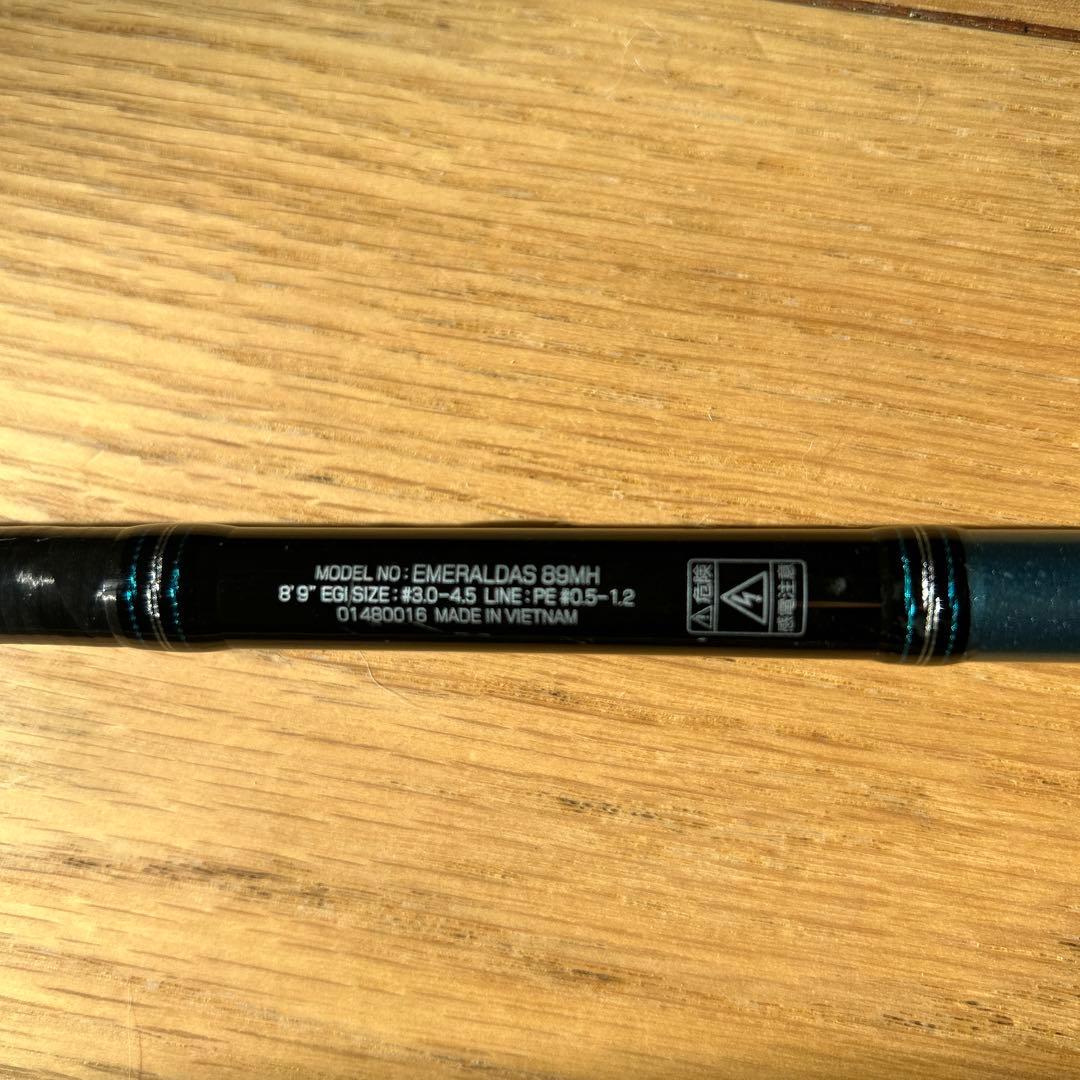 MODEL NO : EMERALDAS 89MH
8' 9" EGI SIZE : #3.0-4.5 LINE : PE #0.5-1.2
01480016 MADE IN VIETNAM
危険
感電注意